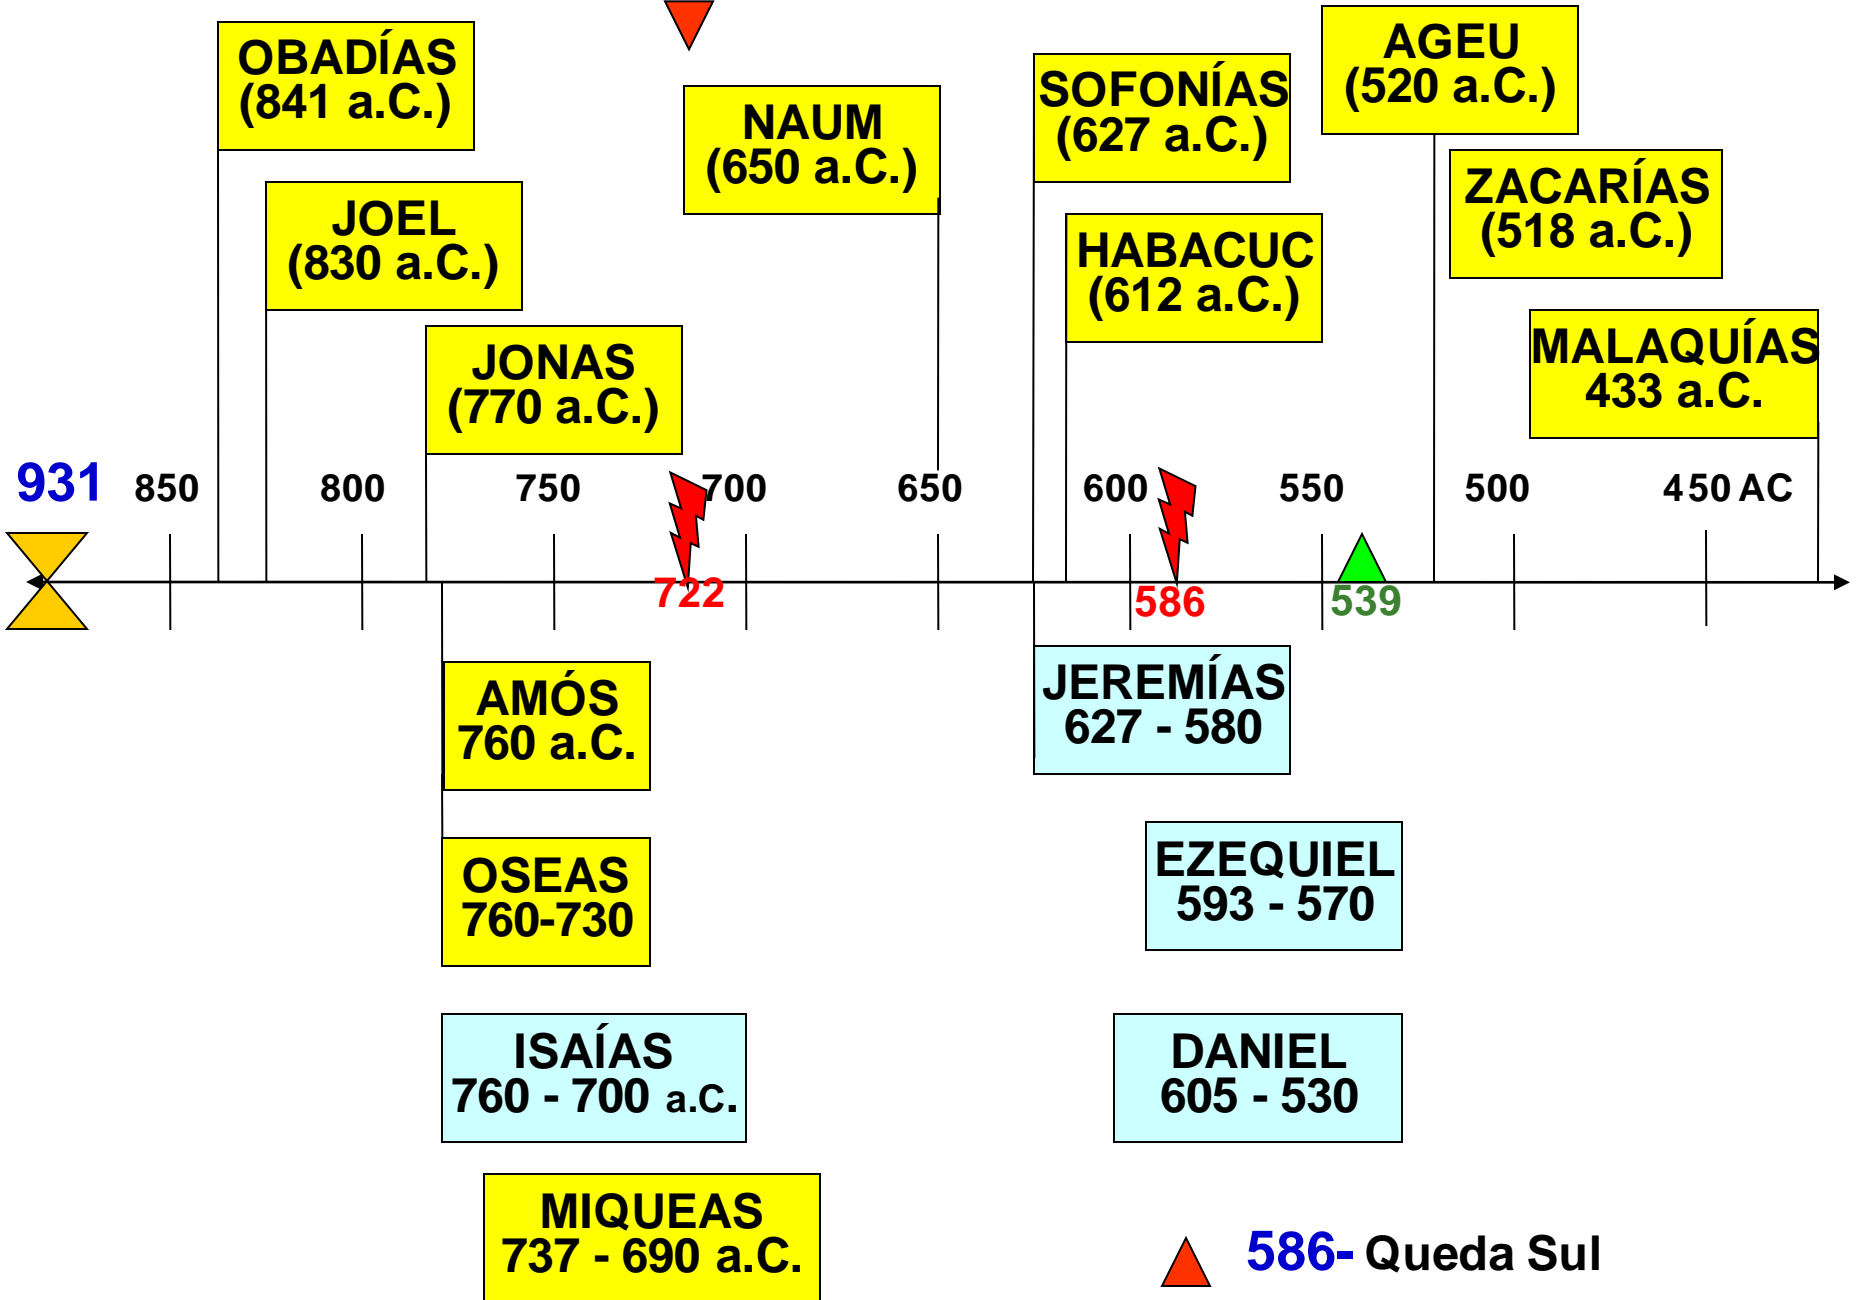 OBADÍAS
(841 a.C.)
JOEL
(830 a.C.)
JONAS
(770 a.C.)
NAUM
(650 a.C.)
SOFONÍAS
(627 a.C.)
HABACUC
(612 a.C.)
AGEU
(520 a.C.)
ZACARÍAS
(518 a.C.)
MALAQUÍAS
433 a.C.
931 850 800 750 700 650 600 550 500 450 AC
722 586 539
AMÓS
760 a.C.
OSEAS
760-730
ISAÍAS
760 - 700 a.C.
MIQUEAS
737 - 690 a.C.
JEREMÍAS
627 - 580
EZEQUIEL
593 - 570
DANIEL
605 - 530
586- Queda Sul